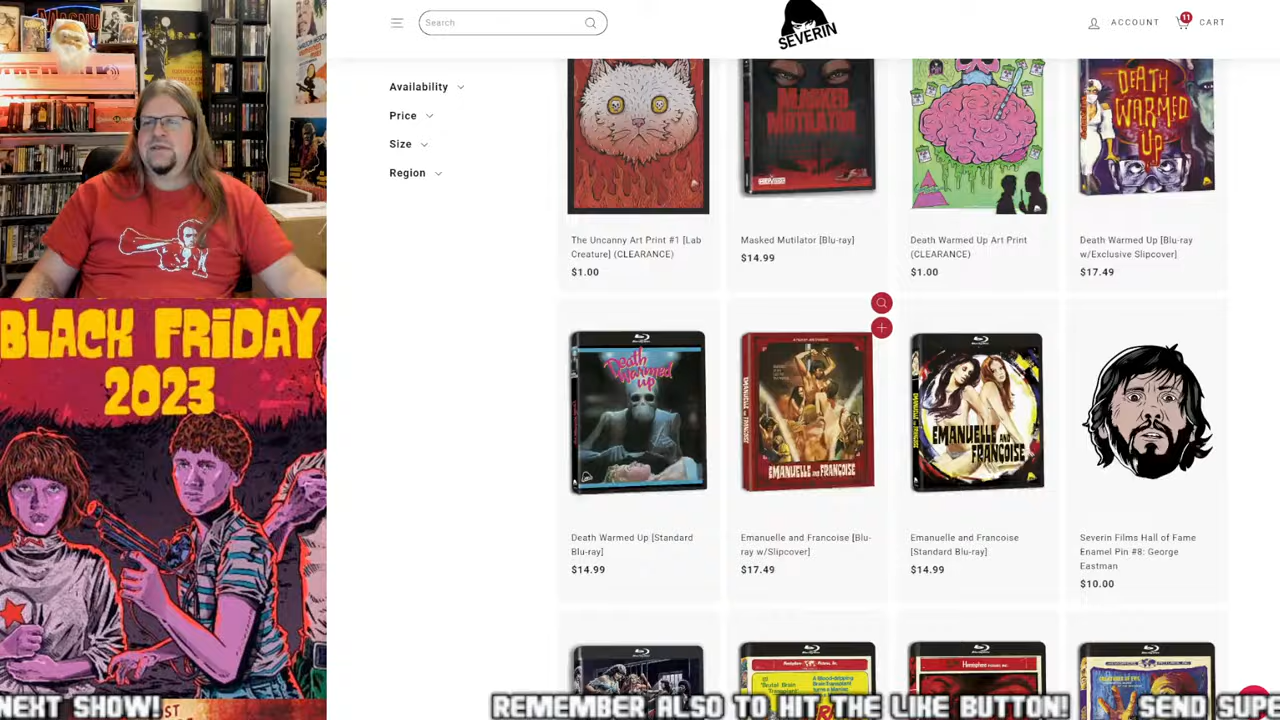 Search
SEVERIN
ACCOUNT
11
CART
Availability
Price
Size
Region
MASKED
MUTILATOR
DEATH
WARMED
UP
The Uncanny Art Print #1 [Lab
Creature] (CLEARANCE)
$1.00
Masked Mutilator [Blu-ray]
$14.99
Death Warmed Up Art Print
(CLEARANCE)
$1.00
Death Warmed Up [Blu-ray
w/Exclusive Slipcover]
$17.49
BLACK FRIDAY
2023
Death
Warmed
up
EMANUELLE AND FRANÇOISE
EMANUELLE AND
FRANÇOISE
Death Warmed Up [Standard
Blu-ray]
$14.99
Emanuelle and Francoise [Blu-
ray w/Slipcover]
$17.49
Emanuelle and Francoise
[Standard Blu-ray]
$14.99
Severin Films Hall of Fame
Enamel Pin #8: George
Eastman
$10.00
NEXT SHOW!
REMEMBER ALSO TO HIT THE LIKE BUTTON!
SEND SUPE